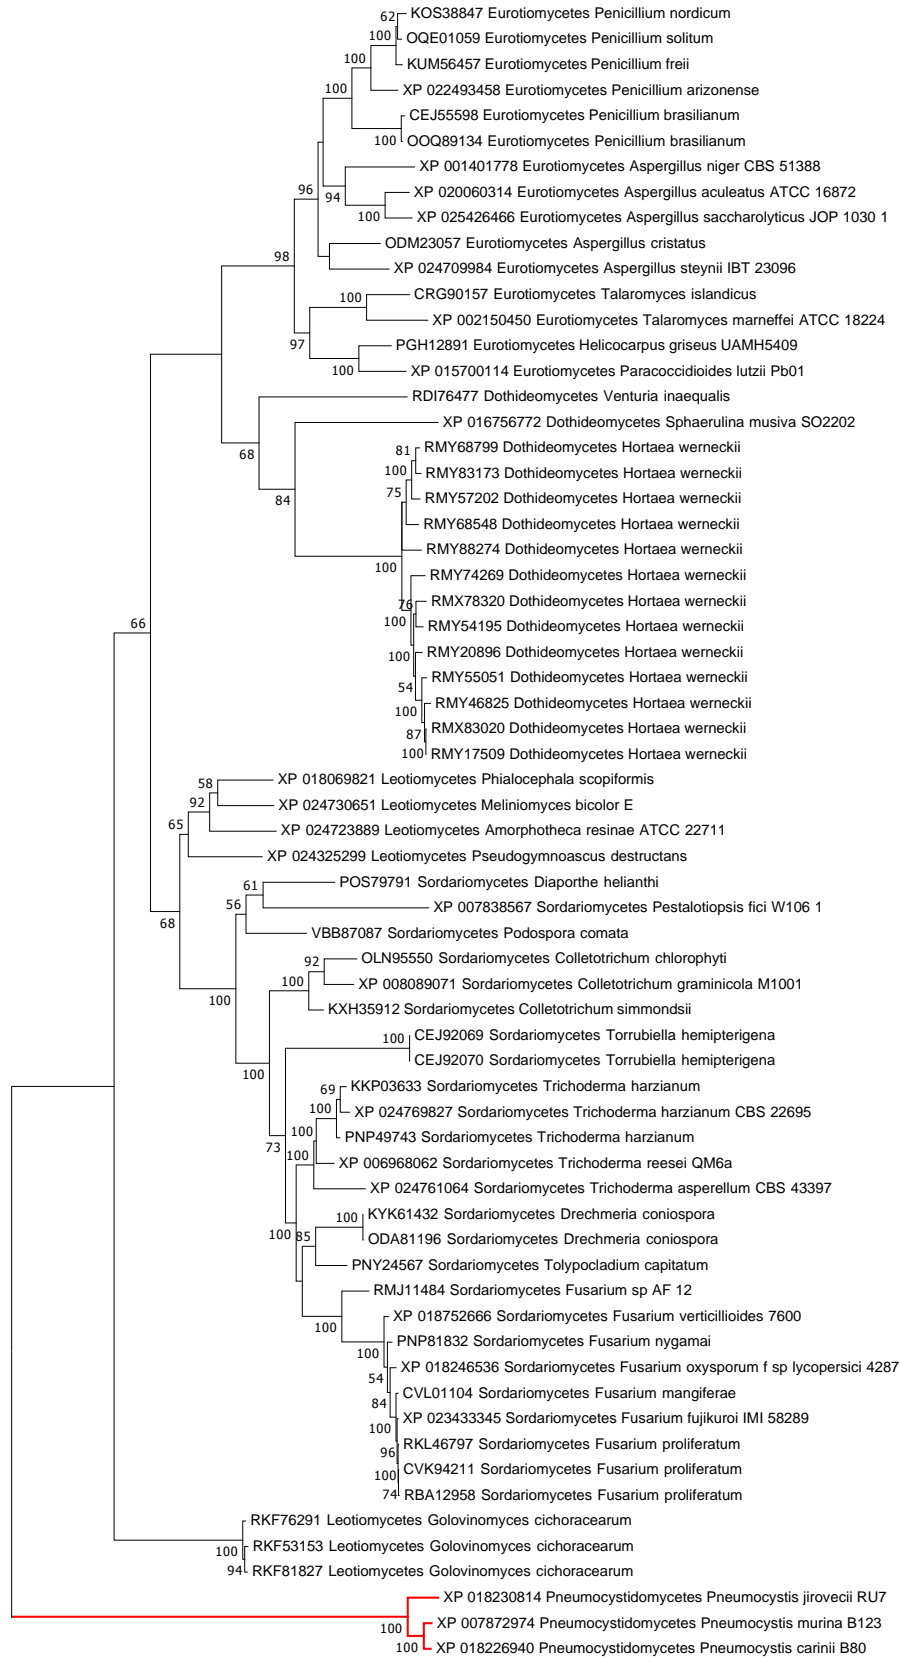 KOS38847 Eurotiomycetes Penicillium nordicum
62
OQE01059 Eurotiomycetes Penicillium solitum
100
KUM56457 Eurotiomycetes Penicillium freii
100
XP 022493458 Eurotiomycetes Penicillium arizonense
100
CEJ55598 Eurotiomycetes Penicillium brasilianum
OOQ89134 Eurotiomycetes Penicillium brasilianum
100
XP 001401778 Eurotiomycetes Aspergillus niger CBS 51388
96
XP 020060314 Eurotiomycetes Aspergillus aculeatus ATCC 16872
94
100
XP 025426466 Eurotiomycetes Aspergillus saccharolyticus JOP 1030 1
ODM23057 Eurotiomycetes Aspergillus cristatus
98
XP 024709984 Eurotiomycetes Aspergillus steynii IBT 23096
CRG90157 Eurotiomycetes Talaromyces islandicus
100
XP 002150450 Eurotiomycetes Talaromyces marneffei ATCC 18224
97
PGH12891 Eurotiomycetes Helicocarpus griseus UAMH5409
100
XP 015700114 Eurotiomycetes Paracoccidioides lutzii Pb01
RDI76477 Dothideomycetes Venturia inaequalis
XP 016756772 Dothideomycetes Sphaerulina musiva SO2202
68
RMY68799 Dothideomycetes Hortaea werneckii
81
100
RMY83173 Dothideomycetes Hortaea werneckii
75
84
RMY57202 Dothideomycetes Hortaea werneckii
RMY68548 Dothideomycetes Hortaea werneckii
RMY88274 Dothideomycetes Hortaea werneckii
100
RMY74269 Dothideomycetes Hortaea werneckii
RMX78320 Dothideomycetes Hortaea werneckii
76
100
RMY54195 Dothideomycetes Hortaea werneckii
66
RMY20896 Dothideomycetes Hortaea werneckii
100
RMY55051 Dothideomycetes Hortaea werneckii
54
RMY46825 Dothideomycetes Hortaea werneckii
100
RMX83020 Dothideomycetes Hortaea werneckii
87
RMY17509 Dothideomycetes Hortaea werneckii
100
XP 018069821 Leotiomycetes Phialocephala scopiformis
58
XP 024730651 Leotiomycetes Meliniomyces bicolor E
92
65
XP 024723889 Leotiomycetes Amorphotheca resinae ATCC 22711
XP 024325299 Leotiomycetes Pseudogymnoascus destructans
POS79791 Sordariomycetes Diaporthe helianthi
61
56
XP 007838567 Sordariomycetes Pestalotiopsis fici W106 1
68
VBB87087 Sordariomycetes Podospora comata
OLN95550 Sordariomycetes Colletotrichum chlorophyti
92
100
XP 008089071 Sordariomycetes Colletotrichum graminicola M1001
100
KXH35912 Sordariomycetes Colletotrichum simmondsii
CEJ92069 Sordariomycetes Torrubiella hemipterigena
100
CEJ92070 Sordariomycetes Torrubiella hemipterigena
100
KKP03633 Sordariomycetes Trichoderma harzianum
69
100
XP 024769827 Sordariomycetes Trichoderma harzianum CBS 22695
100
PNP49743 Sordariomycetes Trichoderma harzianum
73
100
XP 006968062 Sordariomycetes Trichoderma reesei QM6a
XP 024761064 Sordariomycetes Trichoderma asperellum CBS 43397
KYK61432 Sordariomycetes Drechmeria coniospora
100
100
85
ODA81196 Sordariomycetes Drechmeria coniospora
PNY24567 Sordariomycetes Tolypocladium capitatum
RMJ11484 Sordariomycetes Fusarium sp AF 12
XP 018752666 Sordariomycetes Fusarium verticillioides 7600
100
PNP81832 Sordariomycetes Fusarium nygamai
100
XP 018246536 Sordariomycetes Fusarium oxysporum f sp lycopersici 4287
54
CVL01104 Sordariomycetes Fusarium mangiferae
84
XP 023433345 Sordariomycetes Fusarium fujikuroi IMI 58289
100
RKL46797 Sordariomycetes Fusarium proliferatum
96
CVK94211 Sordariomycetes Fusarium proliferatum
100
RBA12958 Sordariomycetes Fusarium proliferatum
74
RKF76291 Leotiomycetes Golovinomyces cichoracearum
RKF53153 Leotiomycetes Golovinomyces cichoracearum
100
RKF81827 Leotiomycetes Golovinomyces cichoracearum
94
XP 018230814 Pneumocystidomycetes Pneumocystis jirovecii RU7
XP 007872974 Pneumocystidomycetes Pneumocystis murina B123
100
XP 018226940 Pneumocystidomycetes Pneumocystis carinii B80
100